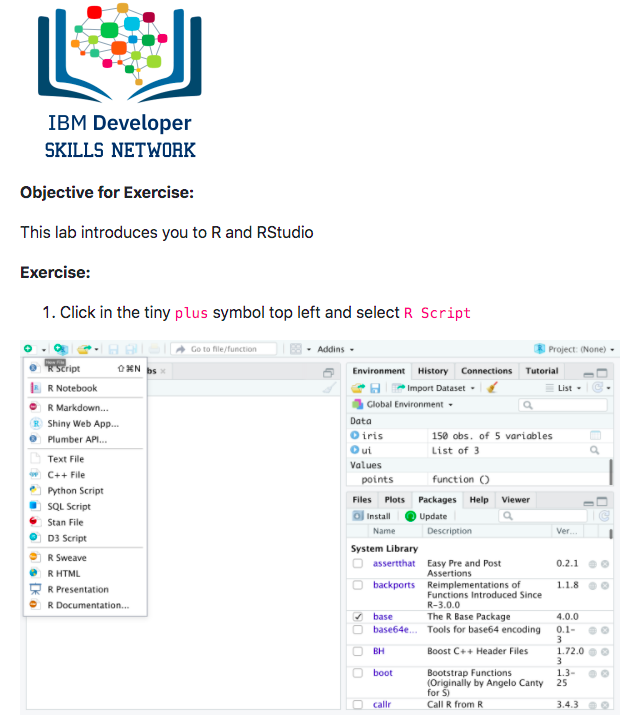 IBM Developer
SKILLS NETWORK
Objective for Exercise:
This lab introduces you to R and RStudio
Exercise:
1. Click in the tiny plus symbol top left and select R Script
Go to file/function
Addins
Project: (None)
New File
R Script ⇧⌘N
R Notebook
R Markdown...
Shiny Web App...
Plumber API...
Text File
C++ File
Python Script
SQL Script
Stan File
D3 Script
R Sweave
R HTML
R Presentation
R Documentation...
bs ×
Environment History Connections Tutorial
Import Dataset List
Global Environment
Data
iris 150 obs. of 5 variables
ui List of 3
Values
points function ()
Files Plots Packages Help Viewer
Install Update
Name Description Ver...
System Library
assertthat Easy Pre and Post 0.2.1
Assertions
backports Reimplementations of 1.1.8
Functions Introduced Since
R-3.0.0
base The R Base Package 4.0.0
base64e... Tools for base64 encoding 0.1-
3
BH Boost C++ Header Files 1.72.0
3
boot Bootstrap Functions 1.3-
(Originally by Angelo Canty 25
for S)
callr Call R from R 3.4.3